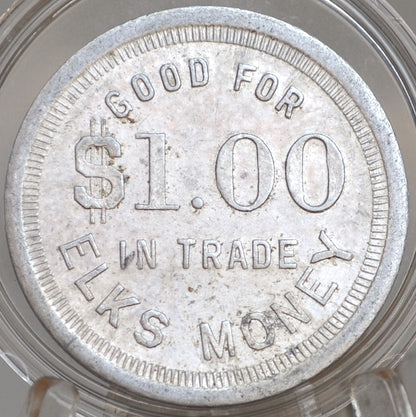 GOOD FOR
$1.00
IN TRADE
ELKS MONEY